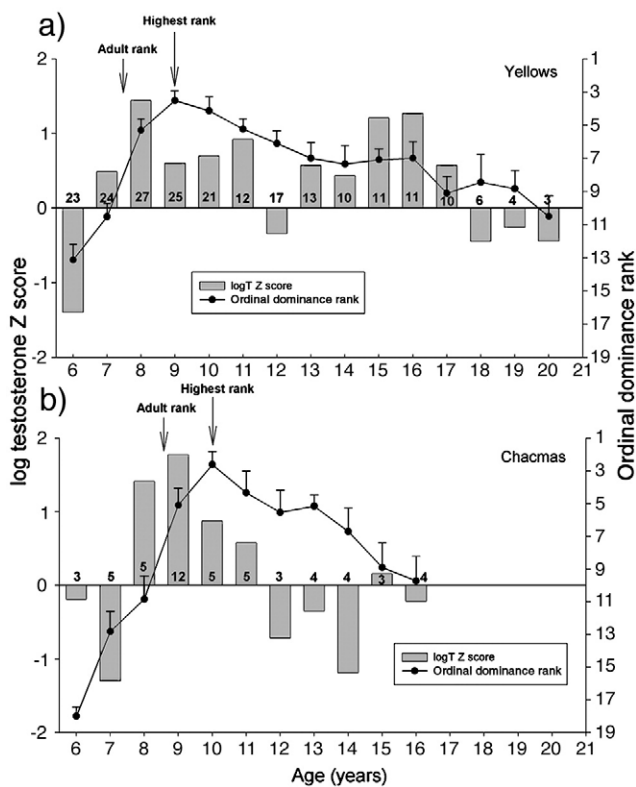 a)
Highest rank
Adult rank
2 1
Yellows
3
5
1
7
23 24 27 25 21 12 17 13 10 11 11 10 6 4 3
0 9
11
13
-1
logT Z score
Ordinal dominance rank
15
17
-2 19
6 7 8 9 10 11 12 13 14 15 16 17 18 19 20 21
log testosterone Z score
Ordinal dominance rank
b)
Highest rank
Adult rank
2 1
Chacmas
3
5
1
7
3 5 5 12 5 5 3 4 4 3 4
0 9
11
13
-1
logT Z score
Ordinal dominance rank
15
17
-2 19
6 7 8 9 10 11 12 13 14 15 16 17 18 19 20 21
Age (years)